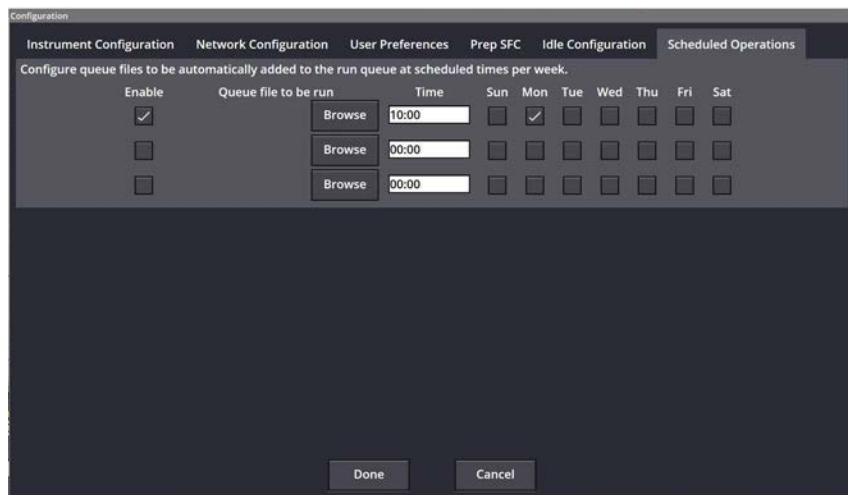 Configuration
Instrument Configuration Network Configuration User Preferences Prep SFC Idle Configuration Scheduled Operations
Configure queue files to be automatically added to the run queue at scheduled times per week.
Enable Queue file to be run Time Sun Mon Tue Wed Thu Fri Sat
Browse 10:00
Browse 00:00
Browse 00:00
Done Cancel